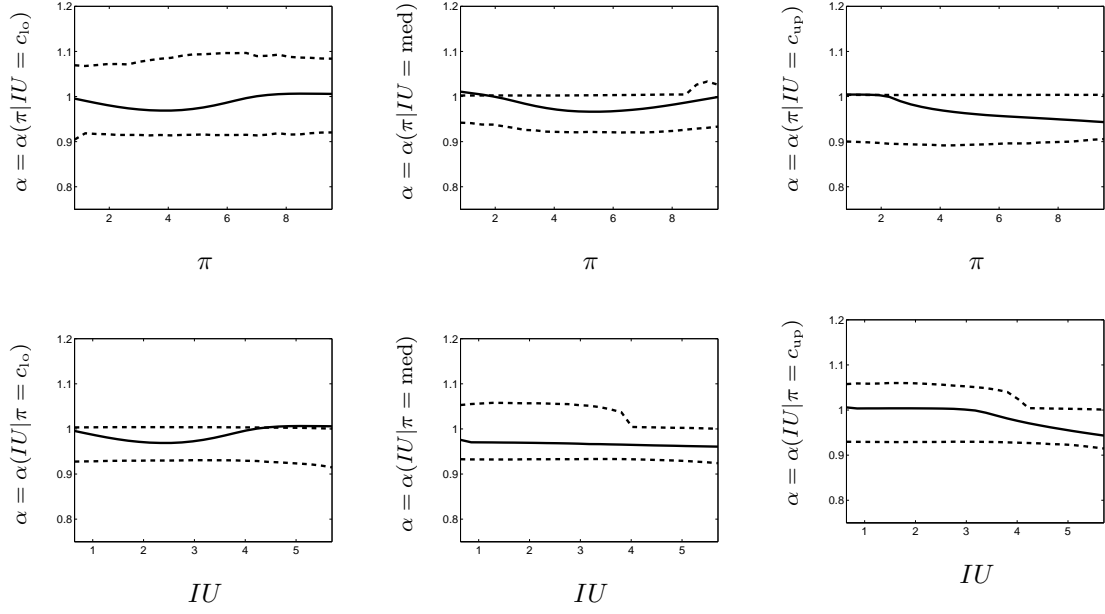 α = α(π|IU = c_lo)
1.2
1.1
1
0.9
0.8
2 4 6 8
π
α = α(π|IU = med)
1.2
1.1
1
0.9
0.8
2 4 6 8
π
α = α(π|IU = c_up)
1.2
1.1
1
0.9
0.8
2 4 6 8
π
α = α(IU|π = c_lo)
1.2
1.1
1
0.9
0.8
1 2 3 4 5
IU
α = α(IU|π = med)
1.2
1.1
1
0.9
0.8
1 2 3 4 5
IU
α = α(IU|π = c_up)
1.2
1.1
1
0.9
0.8
1 2 3 4 5
IU